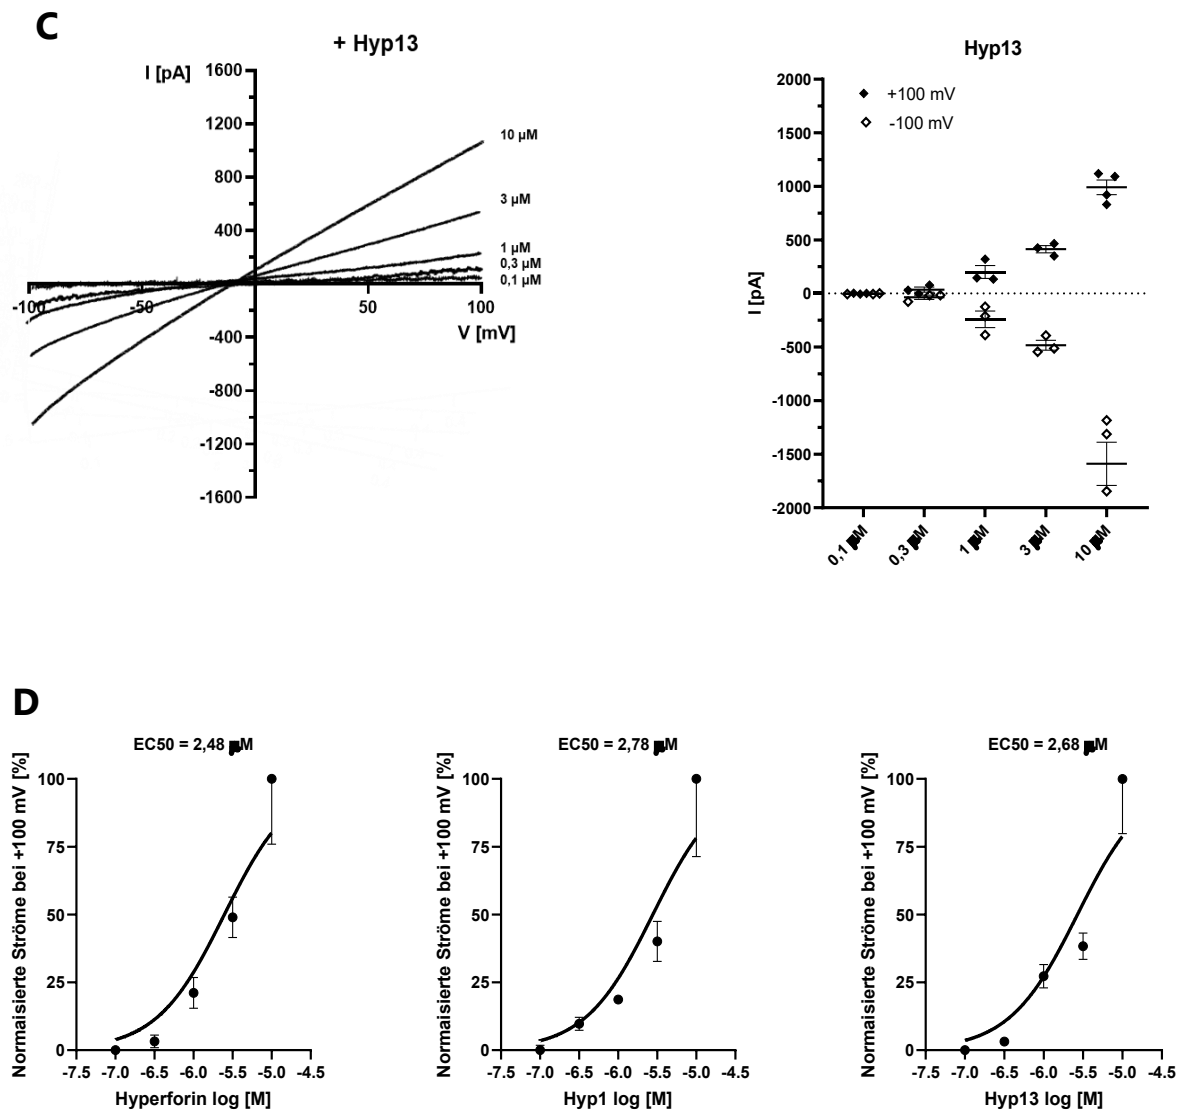 C
+ Hyp13
I [pA]
1600
1200
800
400
-400
-800
-1200
-1600
-100
-50
50
100
V [mV]
10 µM
3 µM
1 µM
0,3 µM
0,1 µM
Hyp13
+100 mV
-100 mV
I [pA]
2000
1500
1000
500
0
-500
-1000
-1500
-2000
0,1 µM
0,3 µM
1 µM
3 µM
10 µM
D
EC50 = 2,48 µM
Normaisierte Ströme bei +100 mV [%]
100
75
50
25
0
-7.5 -7.0 -6.5 -6.0 -5.5 -5.0 -4.5
Hyperforin log [M]
EC50 = 2,78 µM
Normaisierte Ströme bei +100 mV [%]
100
75
50
25
0
-7.5 -7.0 -6.5 -6.0 -5.5 -5.0 -4.5
Hyp1 log [M]
EC50 = 2,68 µM
Normaisierte Ströme bei +100 mV [%]
100
75
50
25
0
-7.5 -7.0 -6.5 -6.0 -5.5 -5.0 -4.5
Hyp13 log [M]